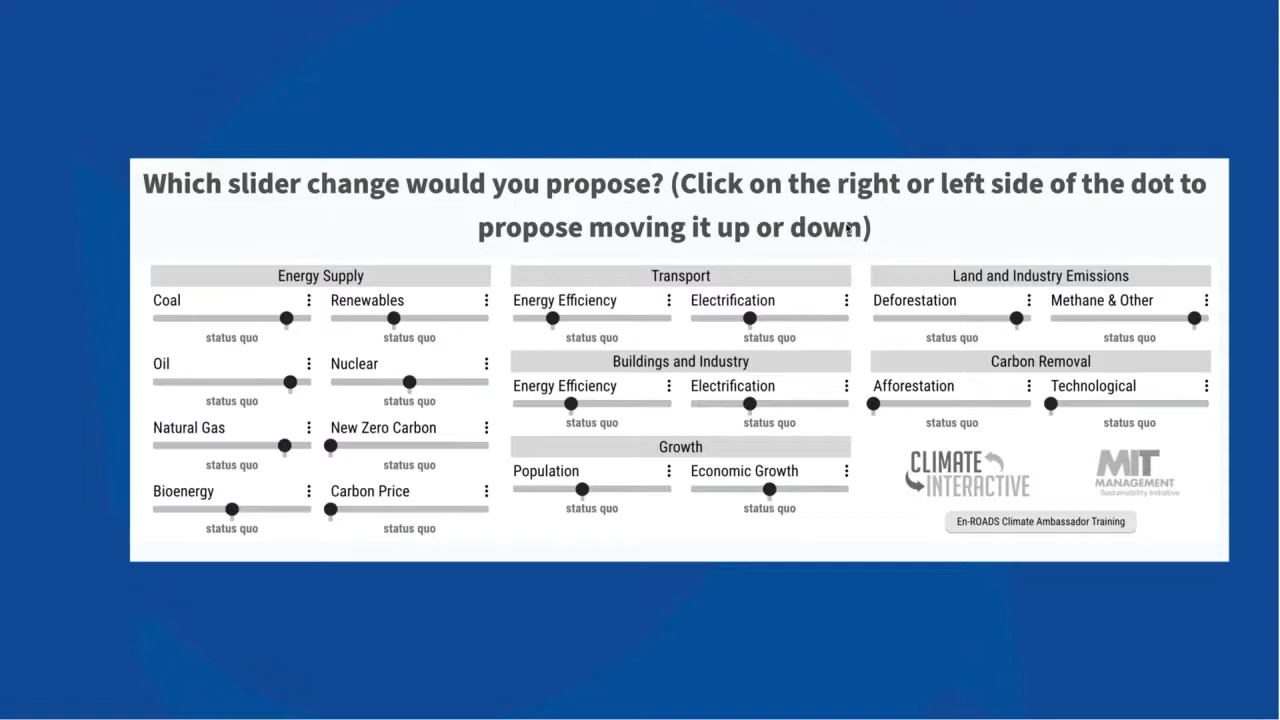 Which slider change would you propose? (Click on the right or left side of the dot to
propose moving it up or down)
Energy Supply
Coal
status quo
Renewables
status quo
Oil
status quo
Nuclear
status quo
Natural Gas
status quo
New Zero Carbon
status quo
Bioenergy
status quo
Carbon Price
status quo
Transport
Energy Efficiency
status quo
Electrification
status quo
Buildings and Industry
Energy Efficiency
status quo
Electrification
status quo
Growth
Population
status quo
Economic Growth
status quo
Land and Industry Emissions
Deforestation
status quo
Methane & Other
status quo
Carbon Removal
Afforestation
status quo
Technological
status quo
CLIMATE
INTERACTIVE
MIT
MANAGEMENT
Sustainability Initiative
En-ROADS Climate Ambassador Training